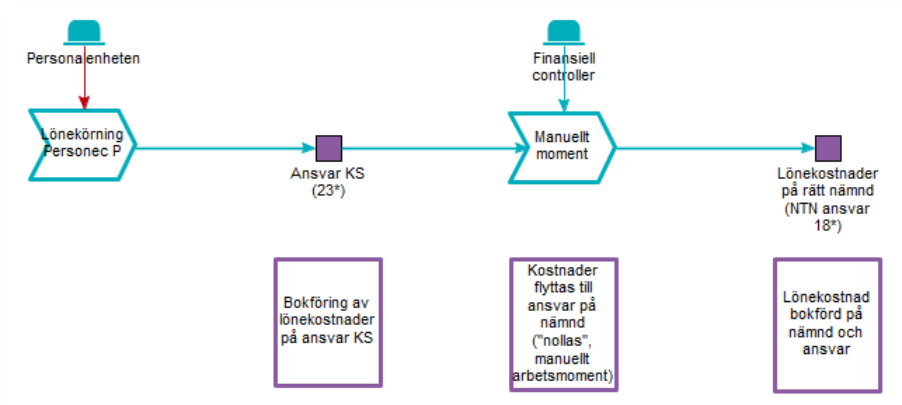 Personalenheten
Finansiell
controller
Lönekörning
Personec P
Manuellt
moment
Ansvar KS
(23*)
Lönekostnader
på rätt nämnd
(NTN ansvar
18*)
Bokföring av
lönekostnader
på ansvar KS
Kostnader
flyttas till
ansvar på
nämnd
("nollas",
manuellt
arbetsmoment)
Lönekostnad
bokförd på
nämnd och
ansvar